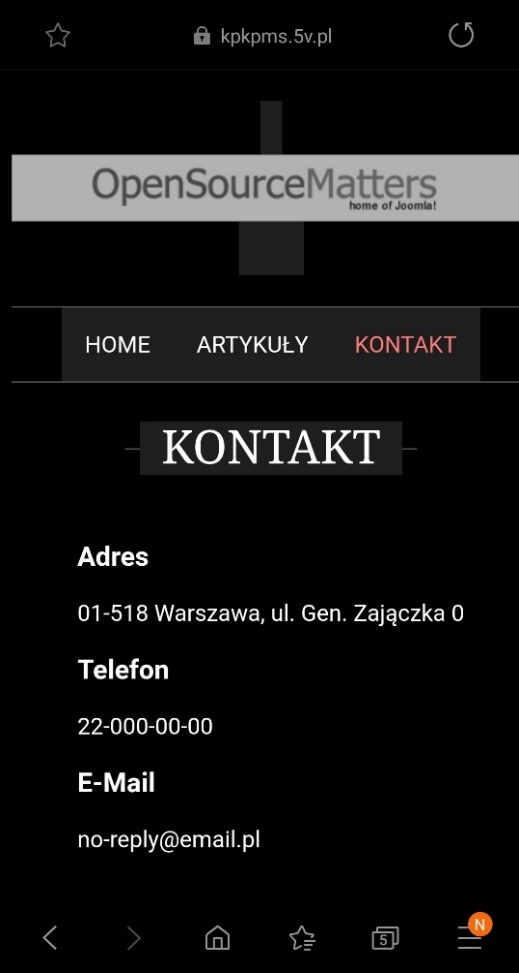 kpkpms.5v.pl
OpenSourceMatters
home of Joomla!
HOME ARTYKUŁY KONTAKT
KONTAKT
Adres
01-518 Warszawa, ul. Gen. Zajączka 0
Telefon
22-000-00-00
E-Mail
no-reply@email.pl
5
N